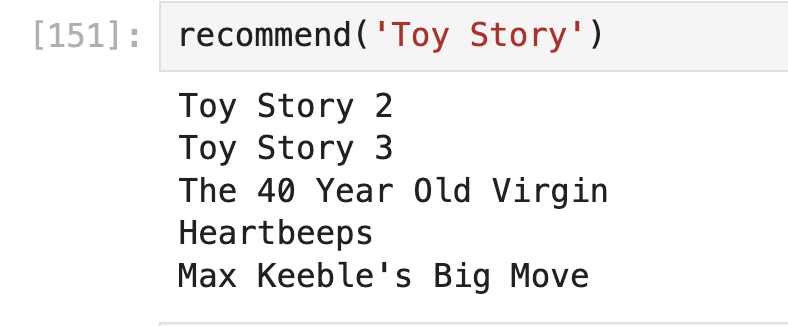 [151]: recommend('Toy Story')
Toy Story 2
Toy Story 3
The 40 Year Old Virgin
Heartbeeps
Max Keeble's Big Move